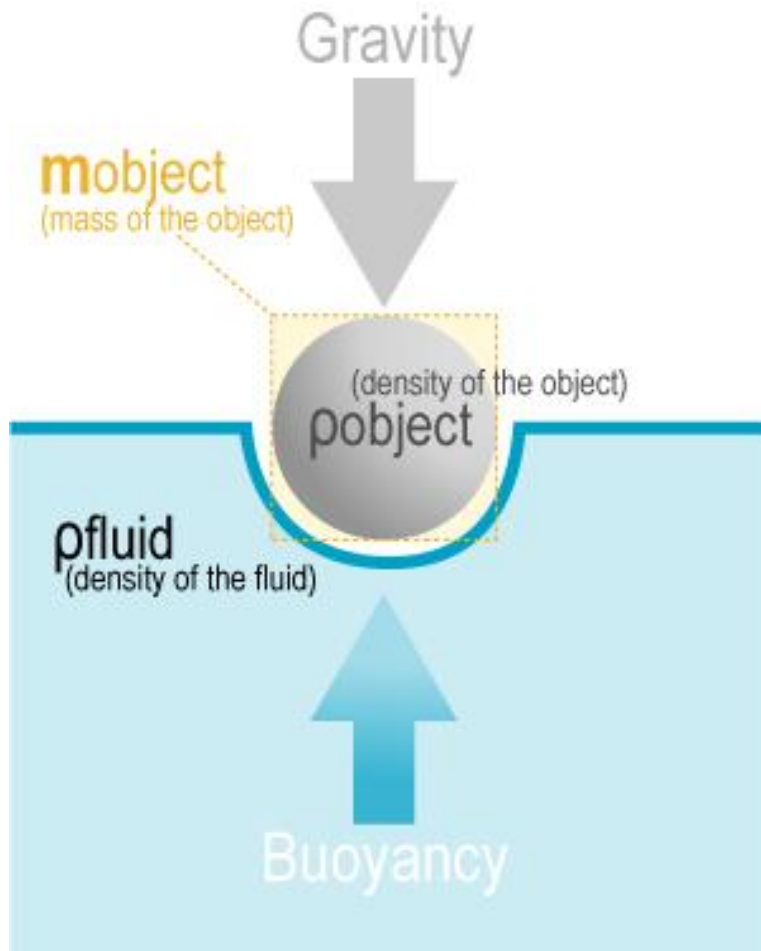 Gravity
mobject
(mass of the object)
(density of the object)
ρobject
ρfluid
(density of the fluid)
Buoyancy